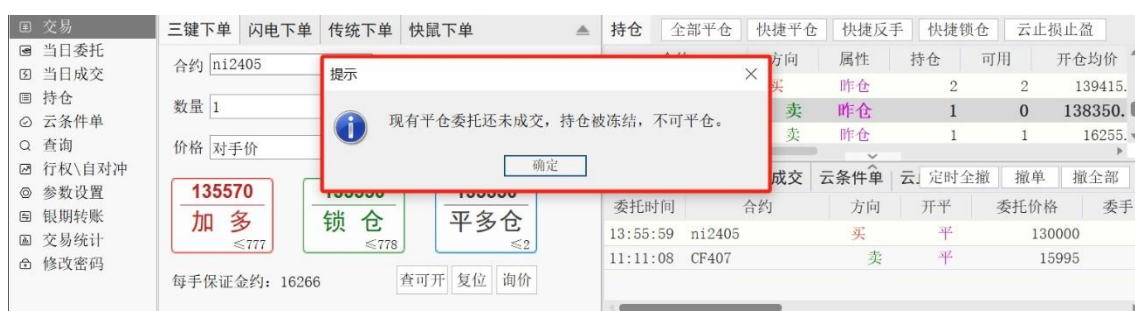 交易
当日委托
当日成交
持仓
云条件单
查询
行权\自对冲
参数设置
银期转账
交易统计
修改密码
三键下单 闪电下单 传统下单 快鼠下单
合约 ni2405
数量 1
价格 对手价
135570
加 多
≤777
锁 仓
≤778
平多仓
≤2
每手保证金约: 16266 查可开 复位 询价
提示
现有平仓委托还未成交，持仓被冻结，不可平仓。
确定
持仓 全部平仓 快捷平仓 快捷反手 快捷锁仓 云止损止盈
方向 属性 持仓 可用 开仓均价
买 昨仓 2 2 139415.
卖 昨仓 1 0 138350.
卖 昨仓 1 1 16255.
成交 云条件单 云 定时全撤 撤单 撤全部
委托时间 合约 方向 开平 委托价格 委手
13:55:59 ni2405 买 平 130000
11:11:08 CF407 卖 平 15995